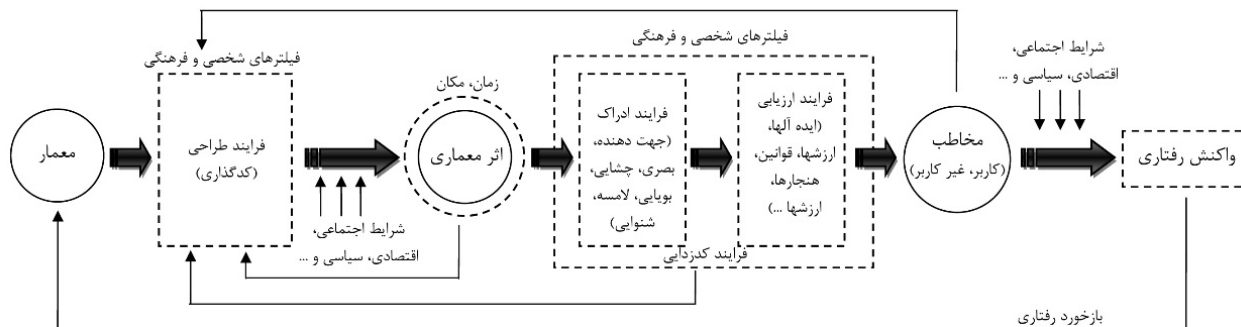 معمار
فیلترهای شخصی و فرهنگی
فرایند طراحی
(کدگذاری)
شرایط اجتماعی،
اقتصادی، سیاسی و ...
زمان، مکان
اثر معماری
فیلترهای شخصی و فرهنگی
فرایند ادراک
(جهت دهنده،
بصری، چشایی،
بویایی، لامسه،
شنوایی)
فرایند ارزیابی
(ایده آلها،
ارزشها، قوانین،
هنجارها،
ارزشها ...)
فرایند کدزدایی
مخاطب
(کاربر، غیر کاربر)
شرایط اجتماعی،
اقتصادی، سیاسی و ...
واکنش رفتاری
بازخورد رفتاری